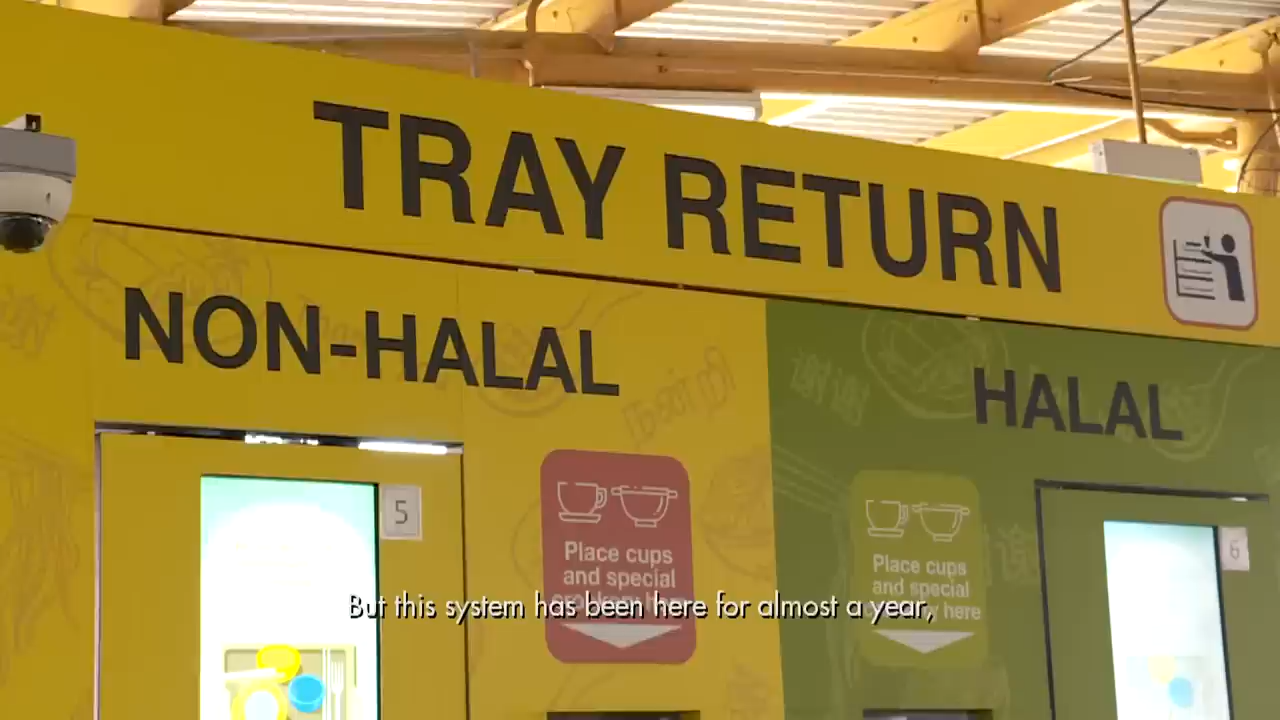 TRAY RETURN
NON-HALAL
HALAL
5
6
Place cups
and special
Place cups
and special
here
But this system has been here for almost a year,